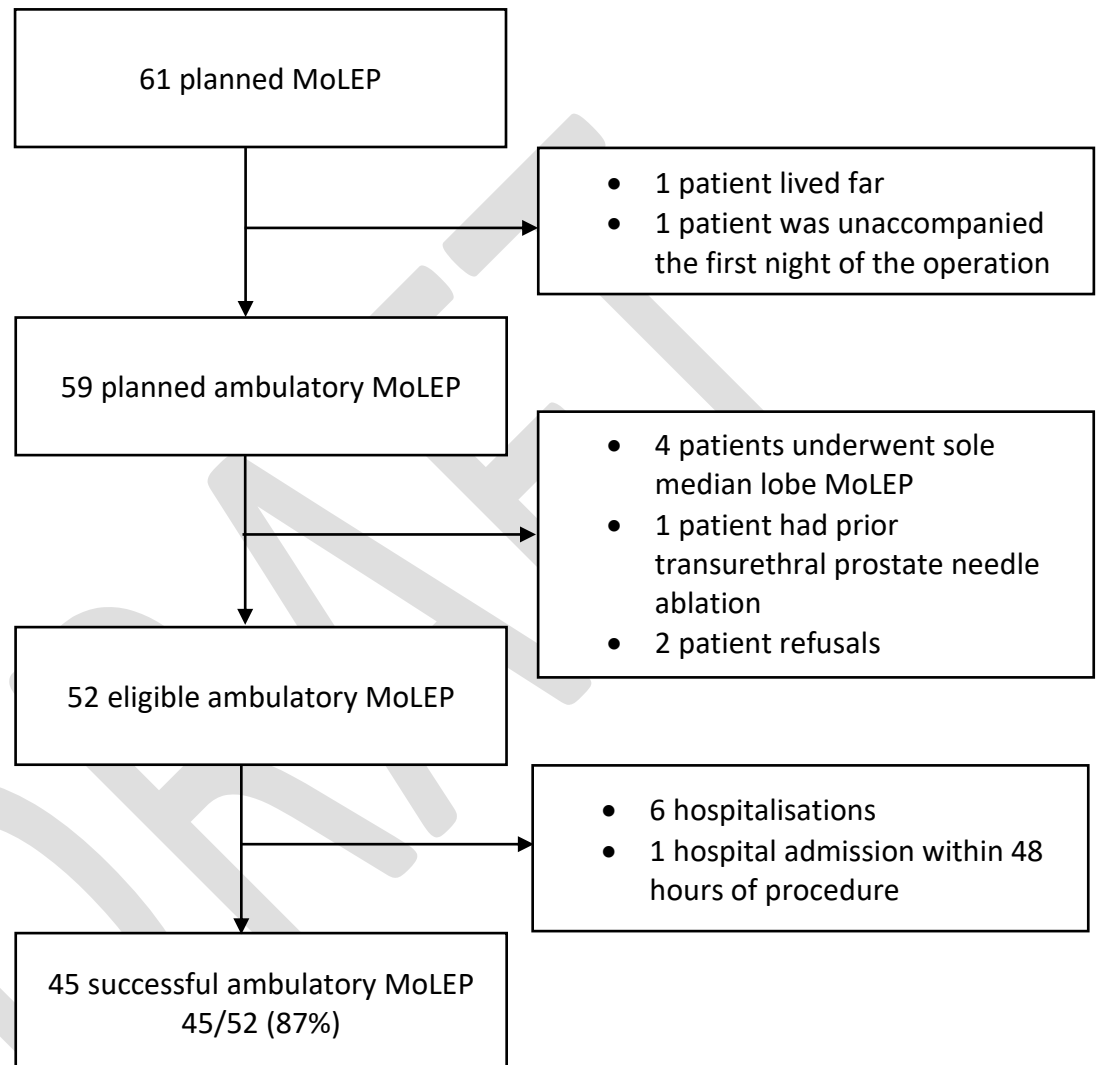 61 planned MoLEP
• 1 patient lived far
• 1 patient was unaccompanied
the first night of the operation
59 planned ambulatory MoLEP
• 4 patients underwent sole
median lobe MoLEP
• 1 patient had prior
transurethral prostate needle
ablation
• 2 patient refusals
52 eligible ambulatory MoLEP
• 6 hospitalisations
• 1 hospital admission within 48
hours of procedure
45 successful ambulatory MoLEP
45/52 (87%)
DRAFT